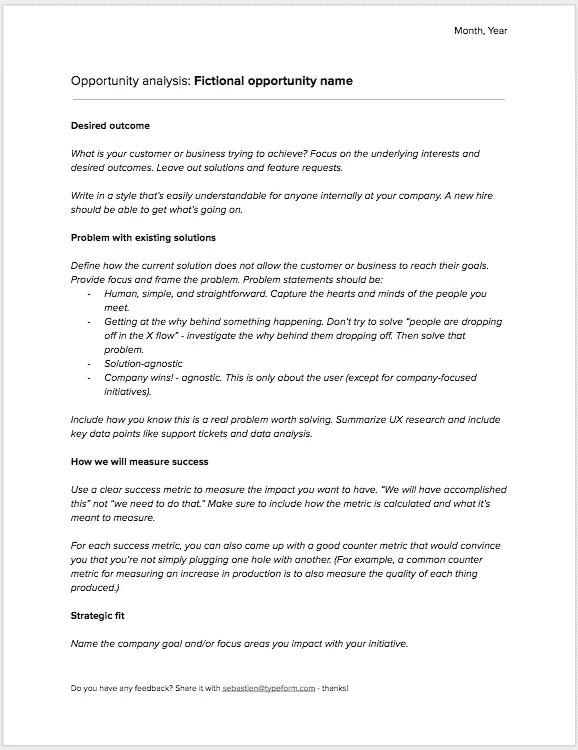 Month, Year
Opportunity analysis: Fictional opportunity name
Desired outcome
What is your customer or business trying to achieve? Focus on the underlying interests and
desired outcomes. Leave out solutions and feature requests.
Write in a style that's easily understandable for anyone internally at your company. A new hire
should be able to get what's going on.
Problem with existing solutions
Define how the current solution does not allow the customer or business to reach their goals.
Provide focus and frame the problem. Problem statements should be:
- Human, simple, and straightforward. Capture the hearts and minds of the people you
meet.
- Getting at the why behind something happening. Don't try to solve "people are dropping
off in the X flow" - investigate the why behind them dropping off. Then solve that
problem.
- Solution-agnostic
- Company wins! - agnostic. This is only about the user (except for company-focused
initiatives).
Include how you know this is a real problem worth solving. Summarize UX research and include
key data points like support tickets and data analysis.
How we will measure success
Use a clear success metric to measure the impact you want to have. "We will have accomplished
this" not "we need to do that." Make sure to include how the metric is calculated and what it's
meant to measure.
For each success metric, you can also come up with a good counter metric that would convince
you that you're not simply plugging one hole with another. (For example, a common counter
metric for measuring an increase in production is to also measure the quality of each thing
produced.)
Strategic fit
Name the company goal and/or focus areas you impact with your initiative.
Do you have any feedback? Share it with sebastien@typeform.com - thanks!